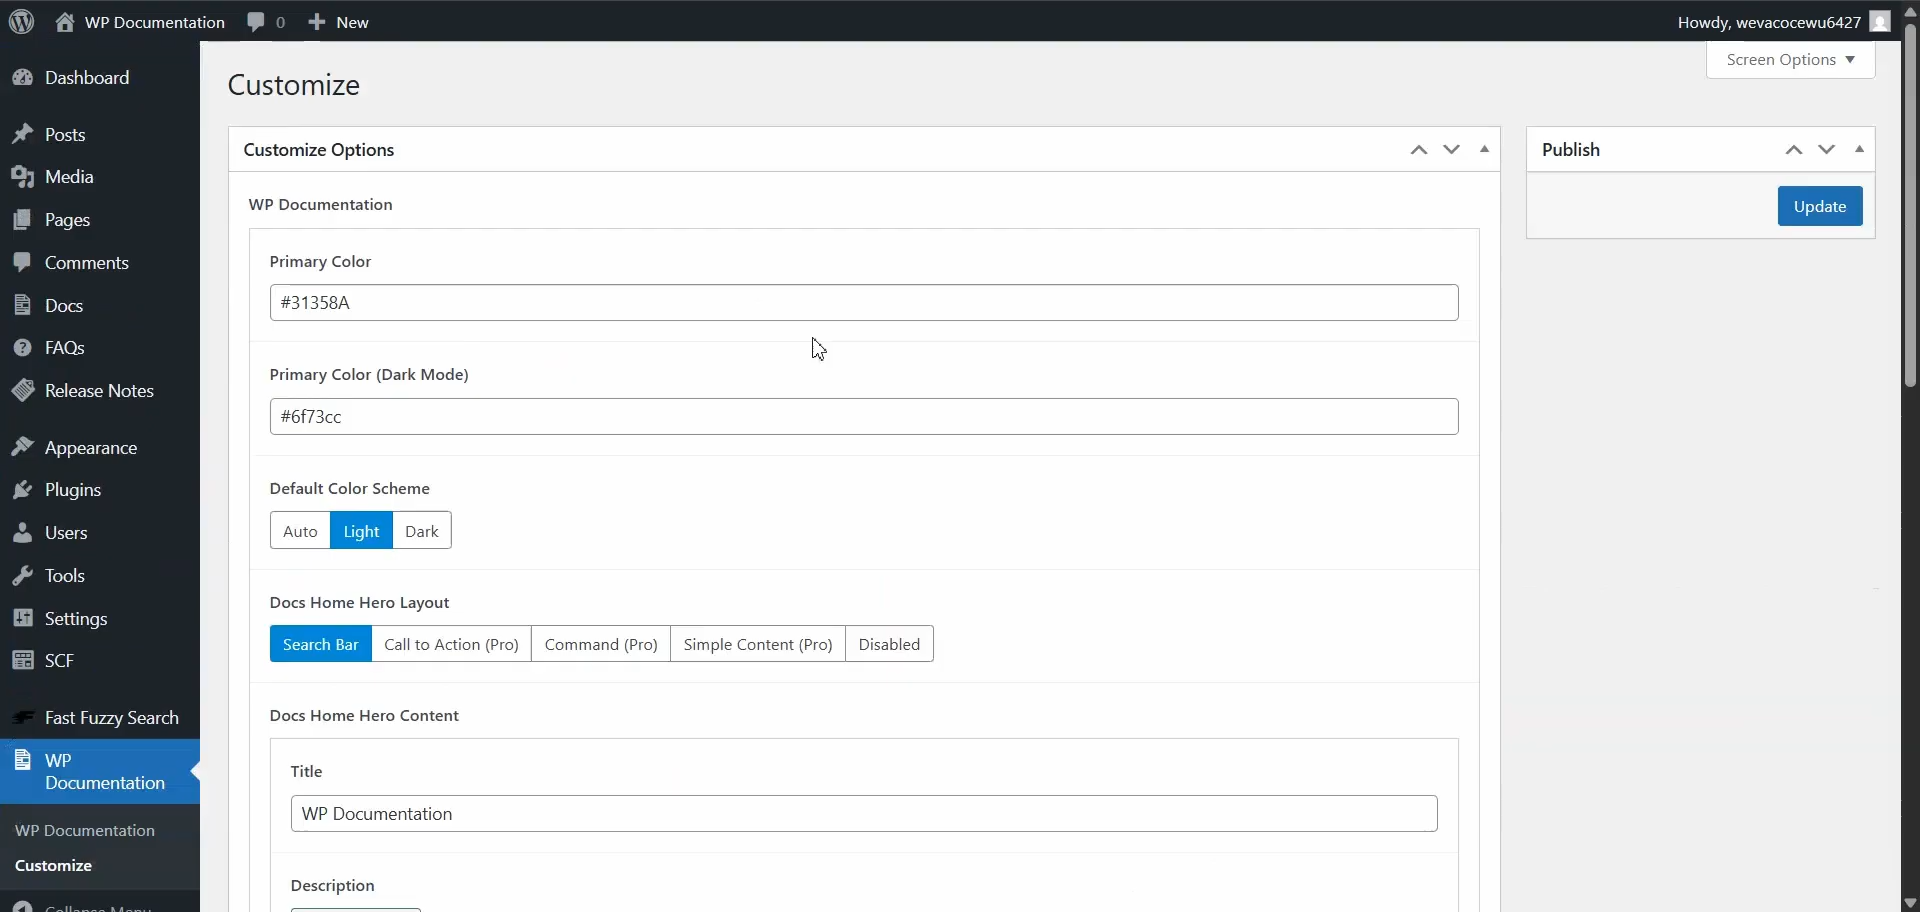 WP Documentation
0
New
Howdy, wevacocewu6427
Screen Options
Dashboard
Posts
Media
Pages
Comments
Docs
FAQs
Release Notes
Appearance
Plugins
Users
Tools
Settings
SCF
Fast Fuzzy Search
WP
Documentation
WP Documentation
Customize
Collapse Menu
Customize
Customize Options
WP Documentation
Primary Color
#31358A
Primary Color (Dark Mode)
#6f73cc
Default Color Scheme
Auto
Light
Dark
Docs Home Hero Layout
Search Bar
Call to Action (Pro)
Command (Pro)
Simple Content (Pro)
Disabled
Docs Home Hero Content
Title
WP Documentation
Description
Publish
Update